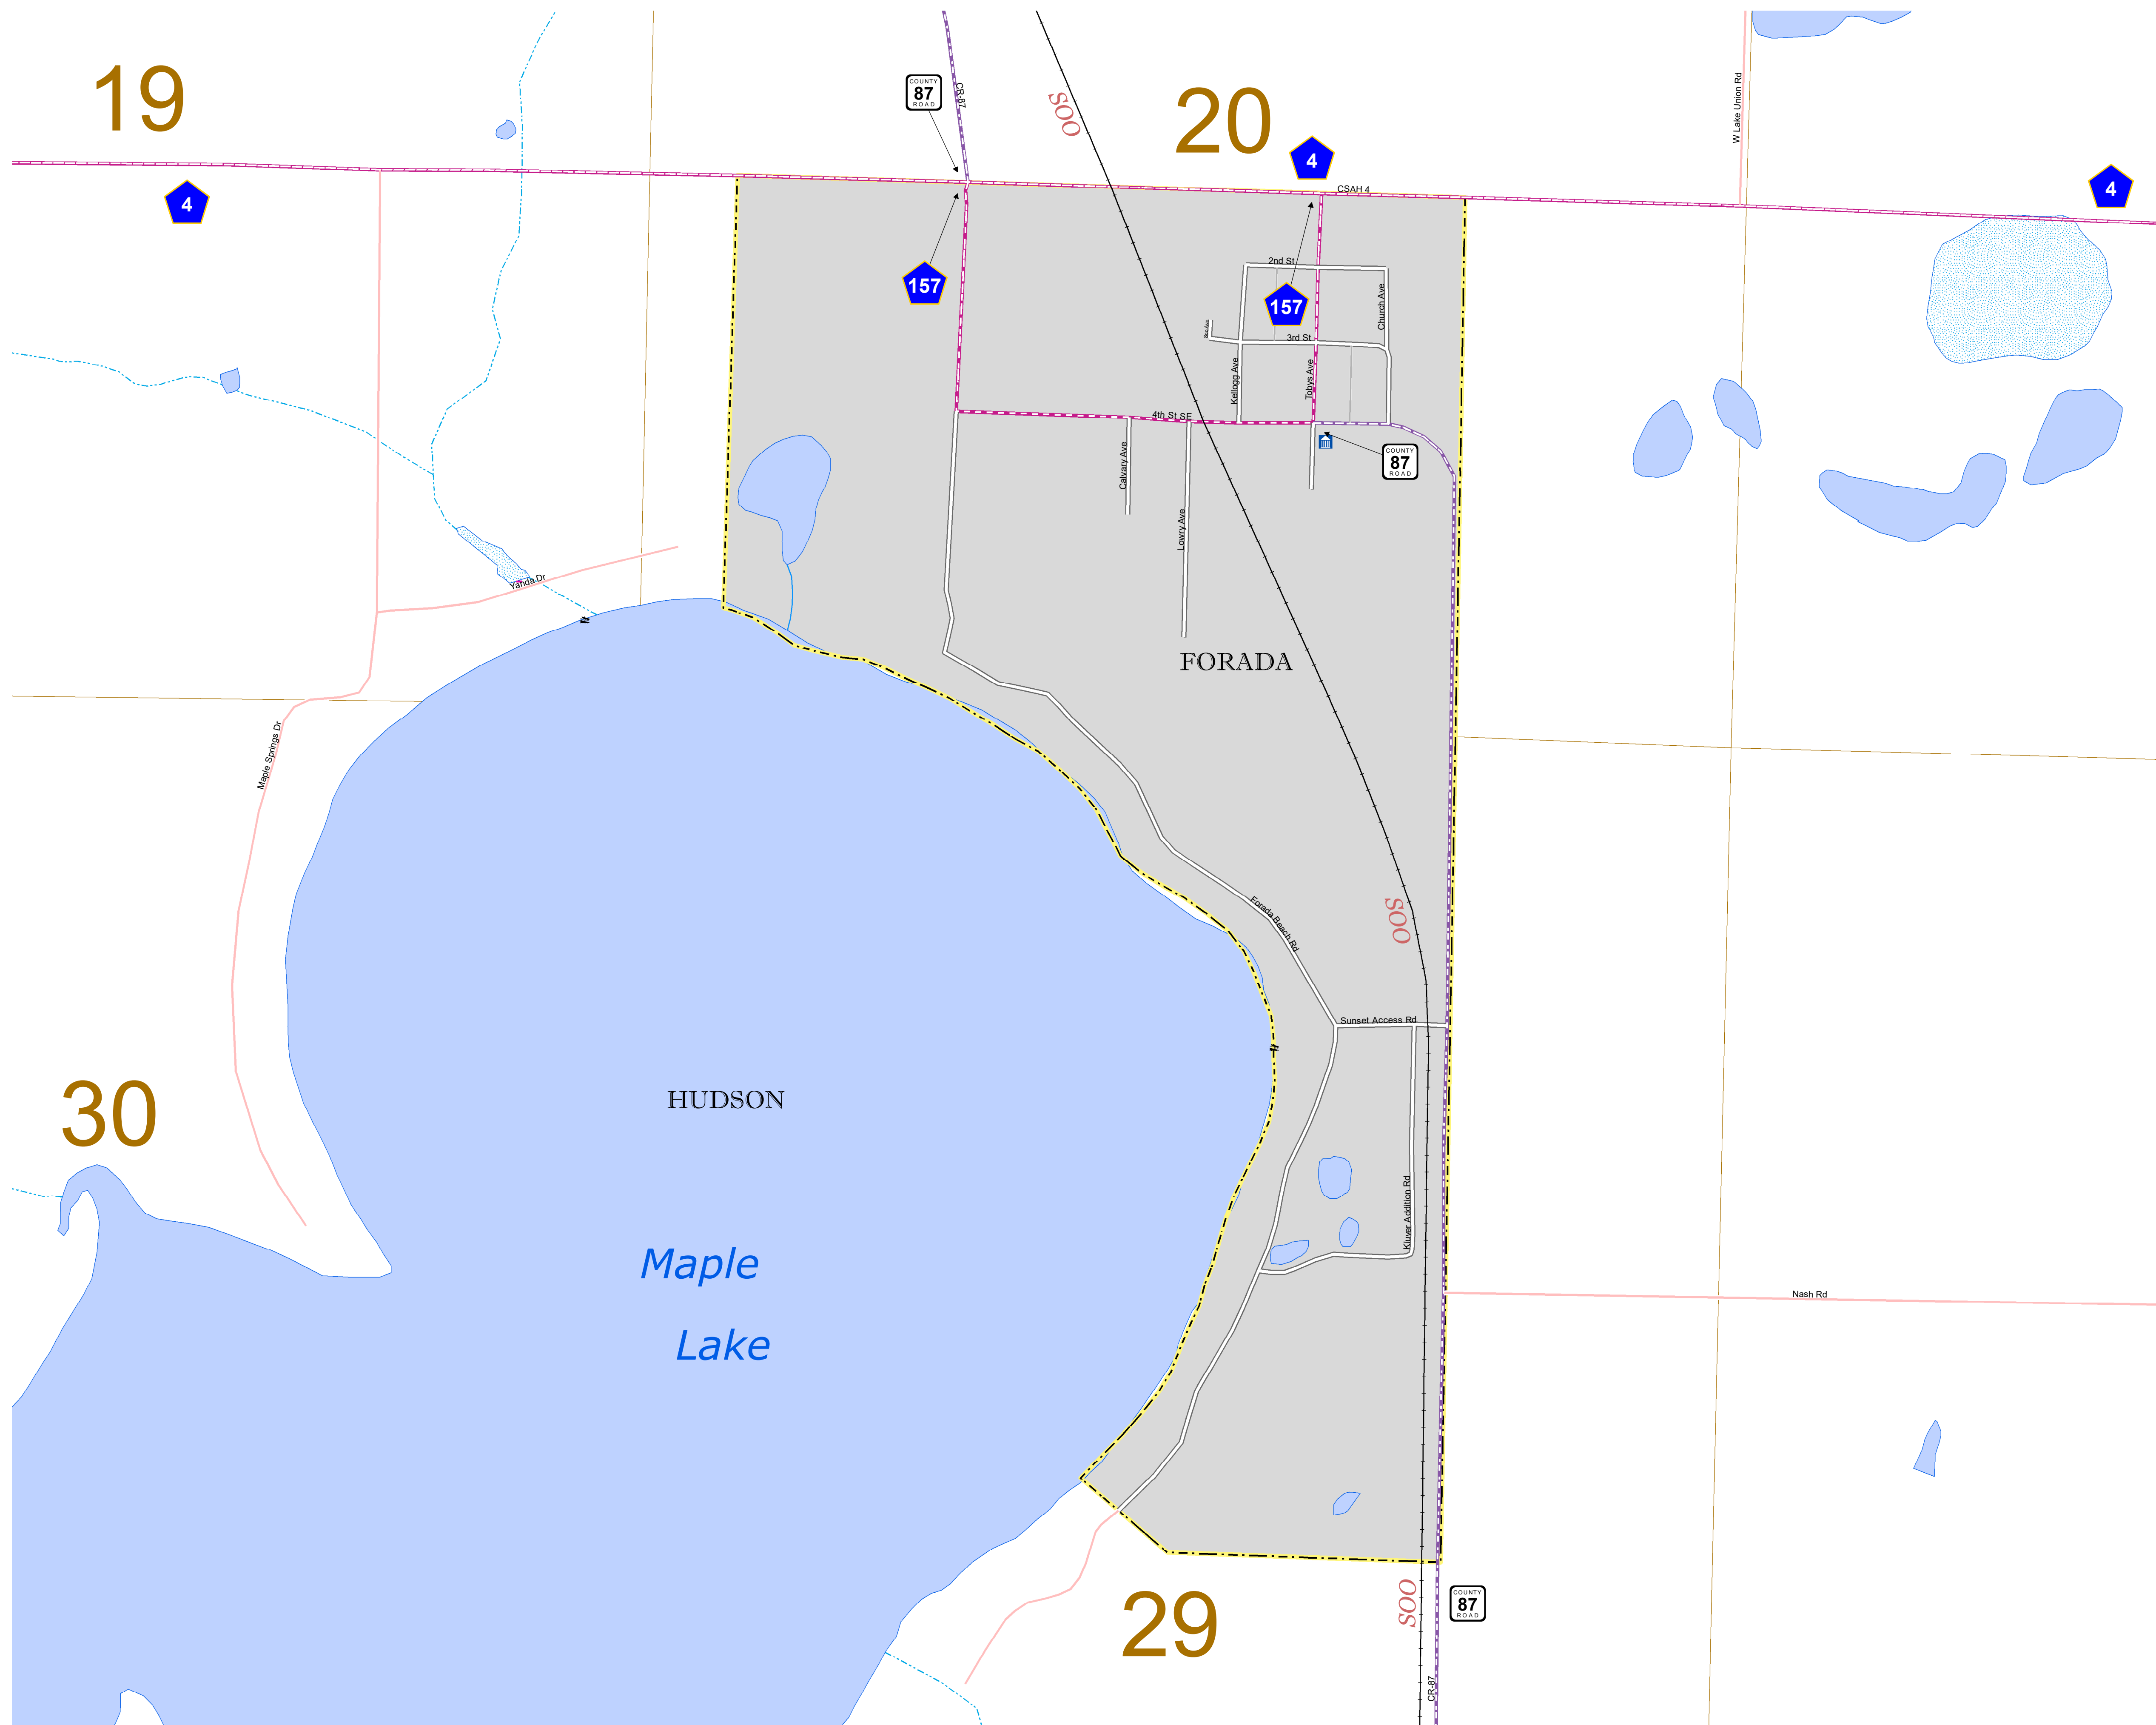 19
COUNTY
87
ROAD
CR-87
SOO
20
4
W Lake Union Rd
4
CSAH 4
4
157
2nd St
157
Church Ave
3rd St
Kellogg Ave
Tobys Ave
4th St SE
Calvary Ave
COUNTY
87
ROAD
Lowry Ave
Yahda Dr
FORADA
Maple Springs Dr
Forada Beach Rd
SOO
Sunset Access Rd
30
HUDSON
Kluver Addition Rd
Maple
Lake
Nash Rd
29
SOO
COUNTY
87
ROAD
CR-87